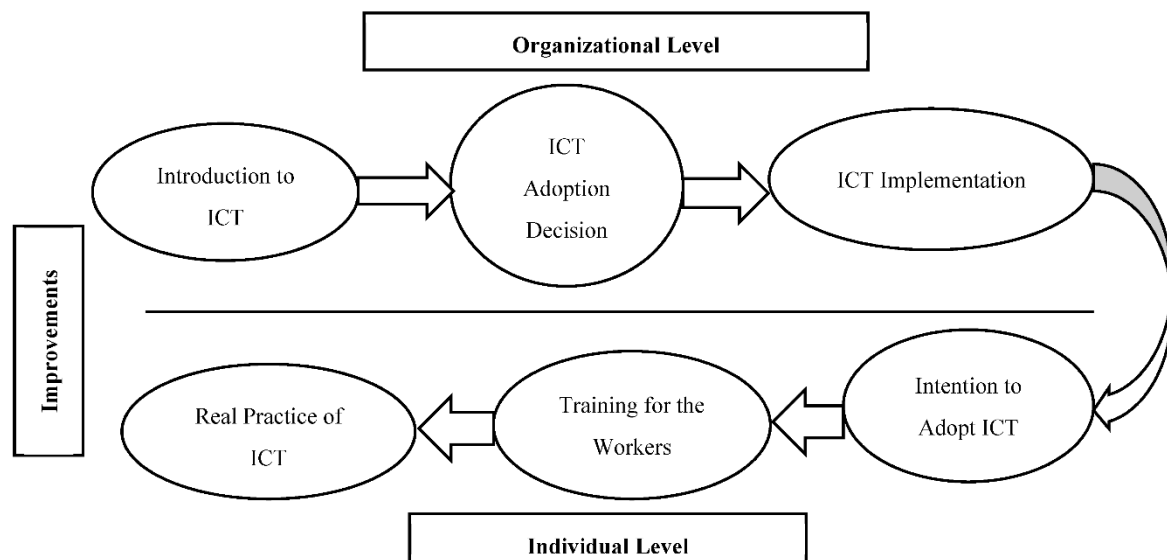 Organizational Level
Introduction to
ICT
ICT
Adoption
Decision
ICT Implementation
Improvements
Intention to
Adopt ICT
Training for the
Workers
Real Practice of
ICT
Individual Level